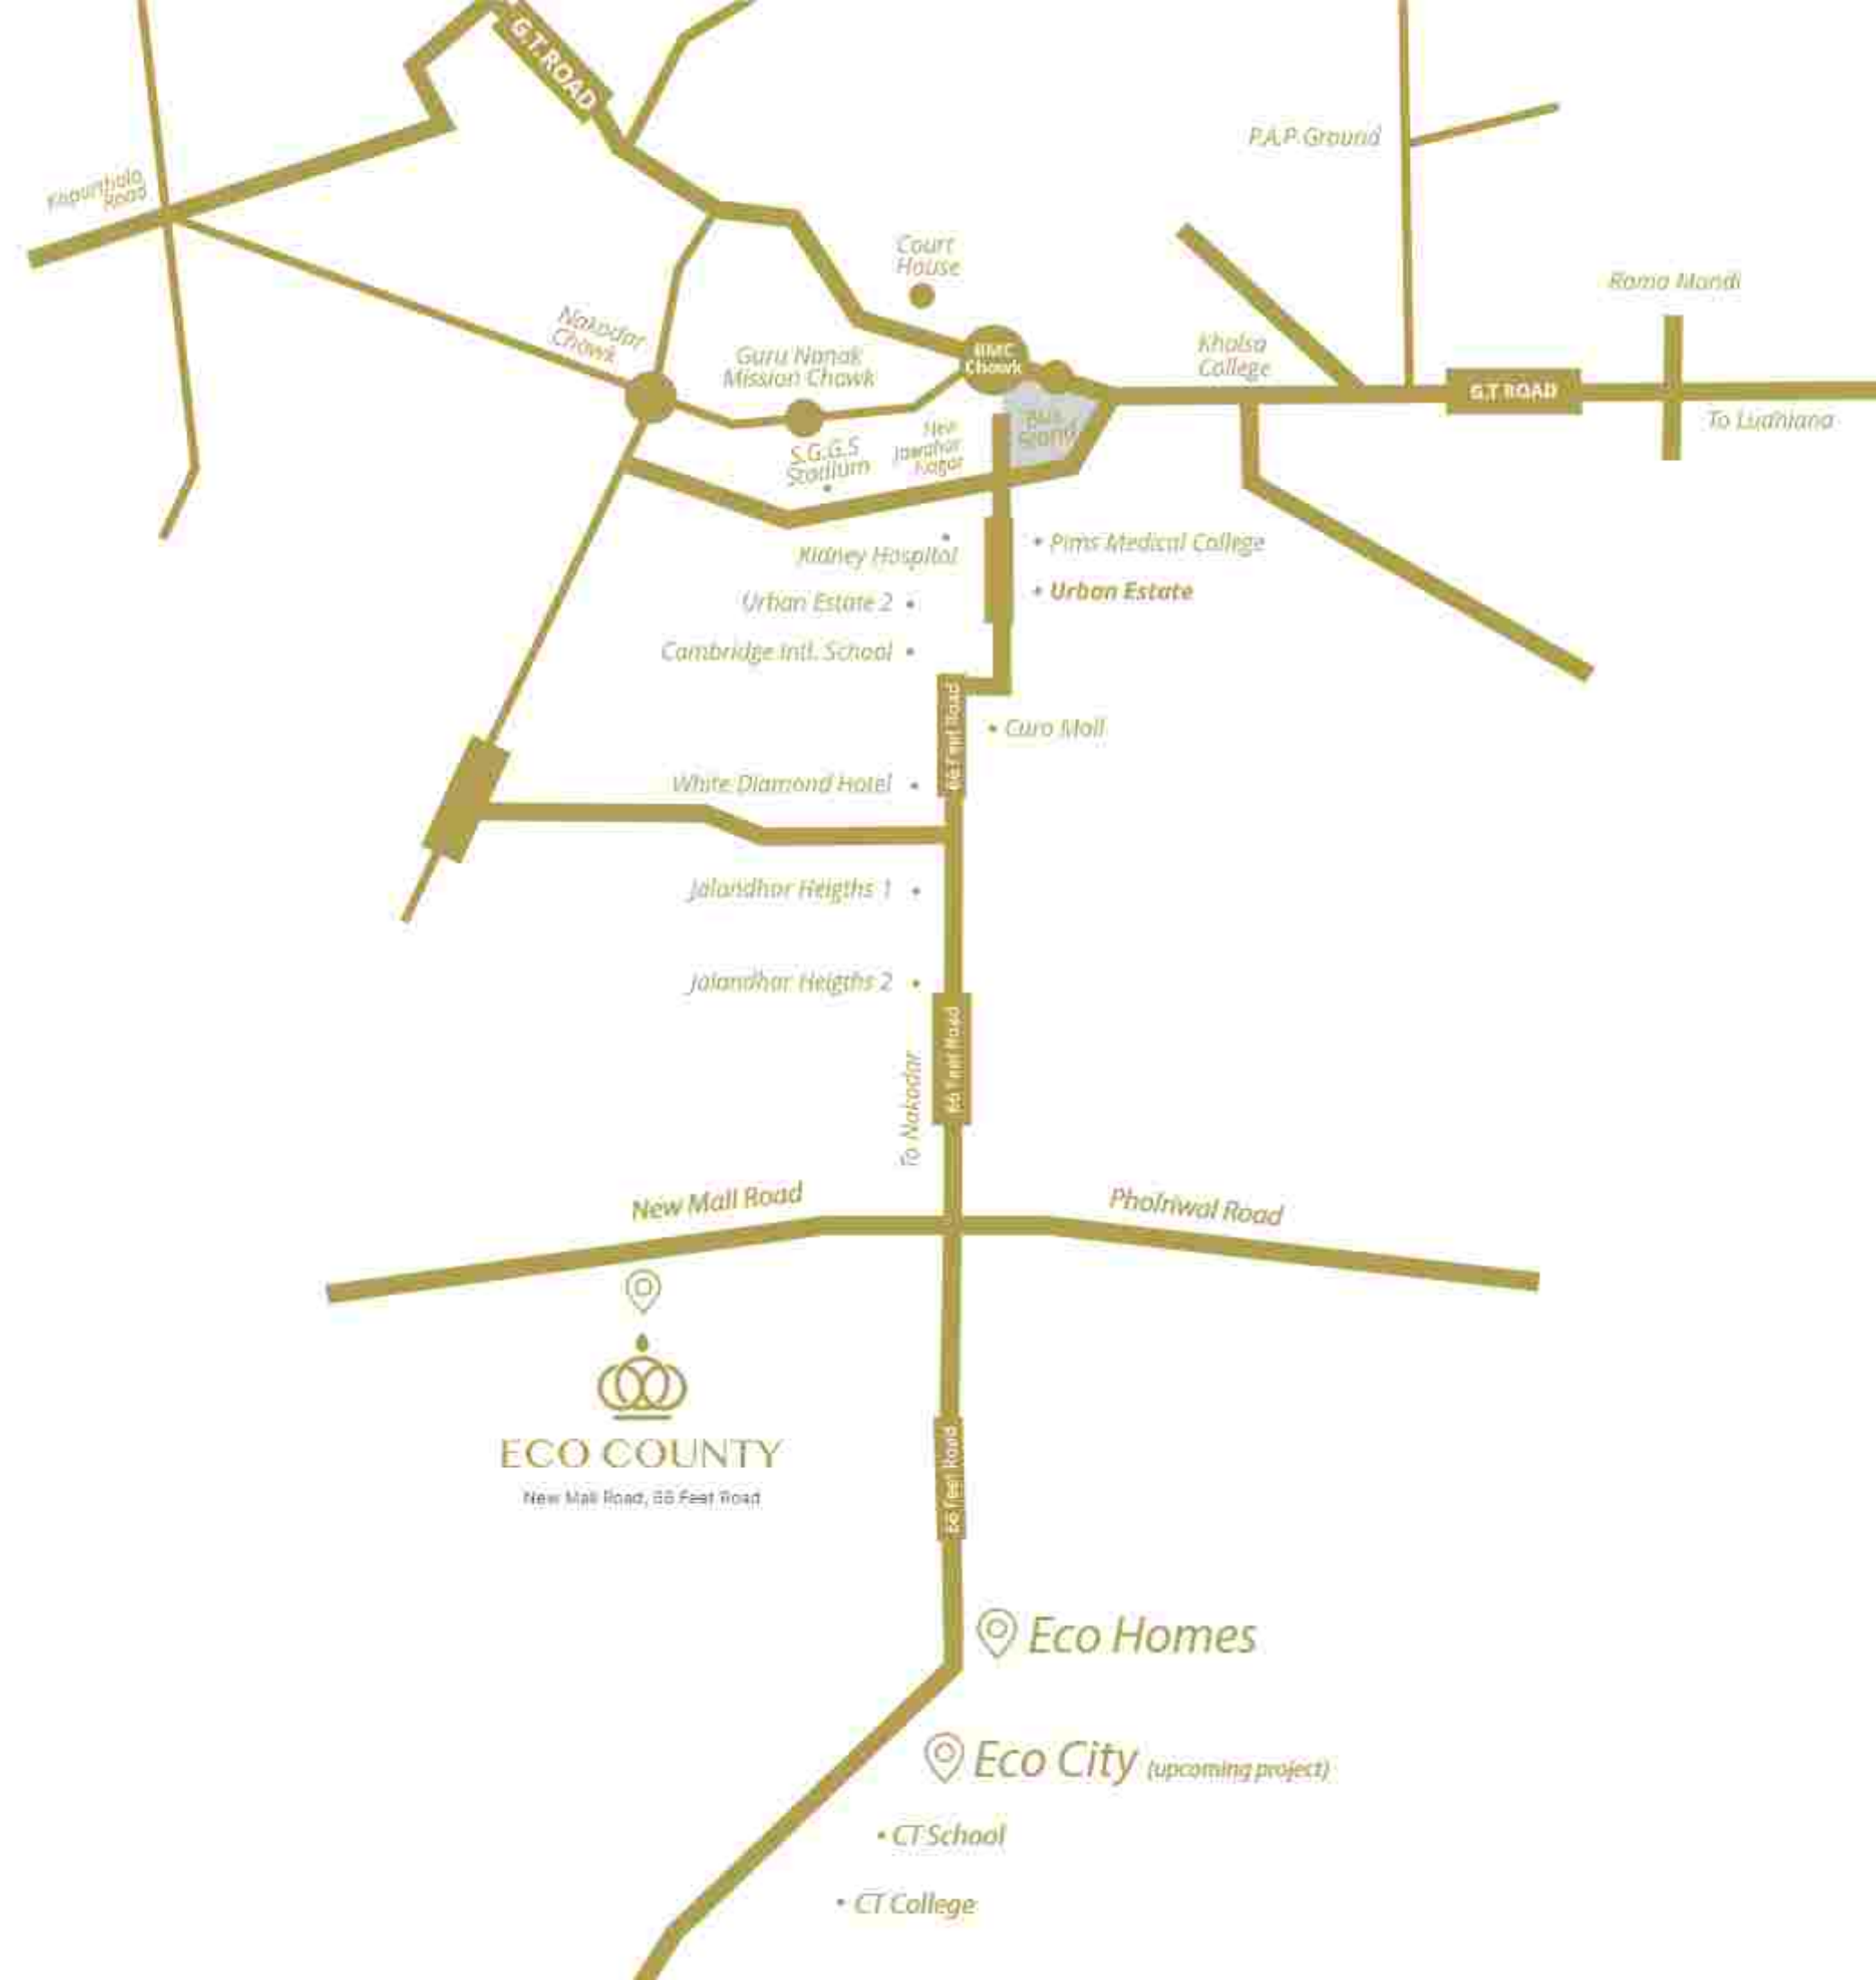 G.T. ROAD
P.A.P. Ground
Kapurthala
Road
Court
House
Rama Mandi
Nakodar
Chowk
Guru Nanak
Mission Chowk
BMC
Chowk
Khalsa
College
G.T ROAD
To Ludhiana
Bus
Stand
New
Jawahar
Nagar
S.G.G.S
Stadium
Kidney Hospital
Pims Medical College
Urban Estate 2
Urban Estate
Cambridge Intl. School
66 Feet Road
Curo Mall
White Diamond Hotel
Jalandhar Heigths 1
Jalandhar Heigths 2
66 Feet Road
To Nakodar
New Mall Road
Pholriwal Road
ECO COUNTY
New Mall Road, 66 Feet Road
66 Feet Road
Eco Homes
Eco City (upcoming project)
CT School
CT College